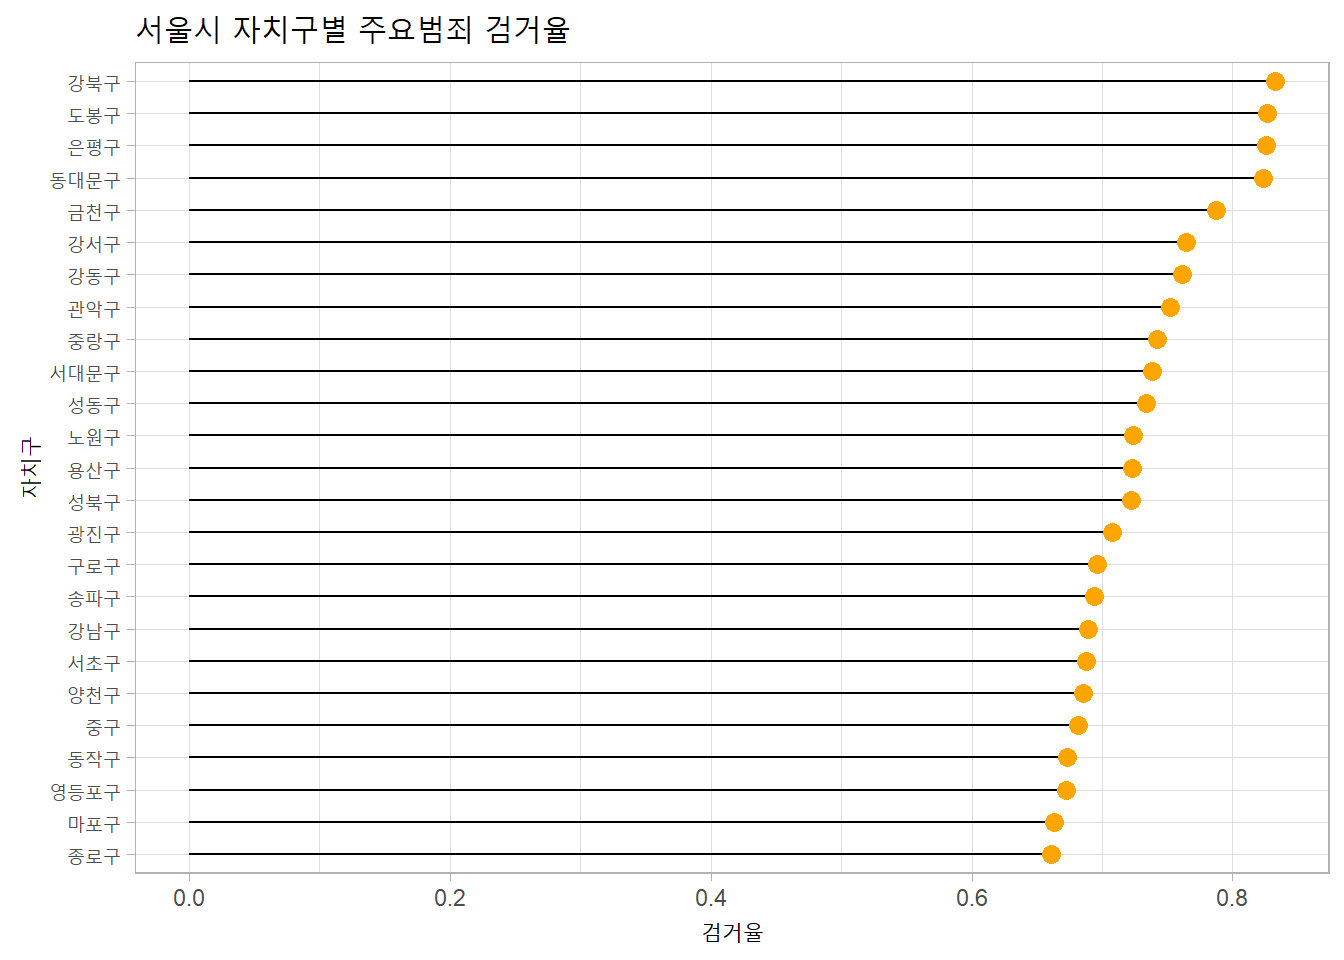 서울시 자치구별 주요범죄 검거율
강북구
도봉구
은평구
동대문구
금천구
강서구
강동구
관악구
중랑구
서대문구
성동구
노원구
용산구
성북구
광진구
구로구
송파구
강남구
서초구
양천구
중구
동작구
영등포구
마포구
종로구
자치구
0.0 0.2 0.4 0.6 0.8
검거율